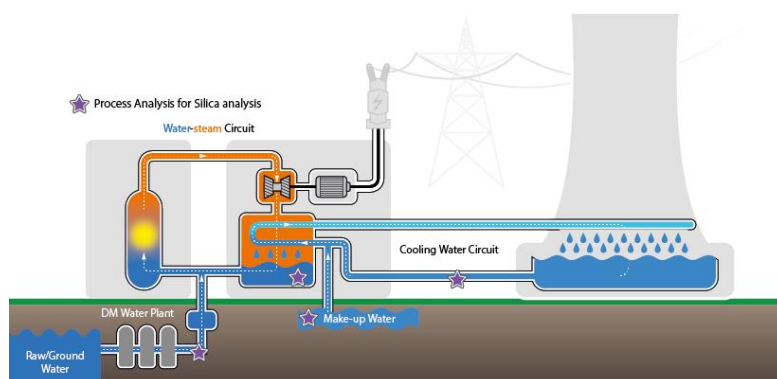 Process Analysis for Silica analysis
Water-steam Circuit
Cooling Water Circuit
DM Water Plant
Make-up Water
Raw/Ground
Water